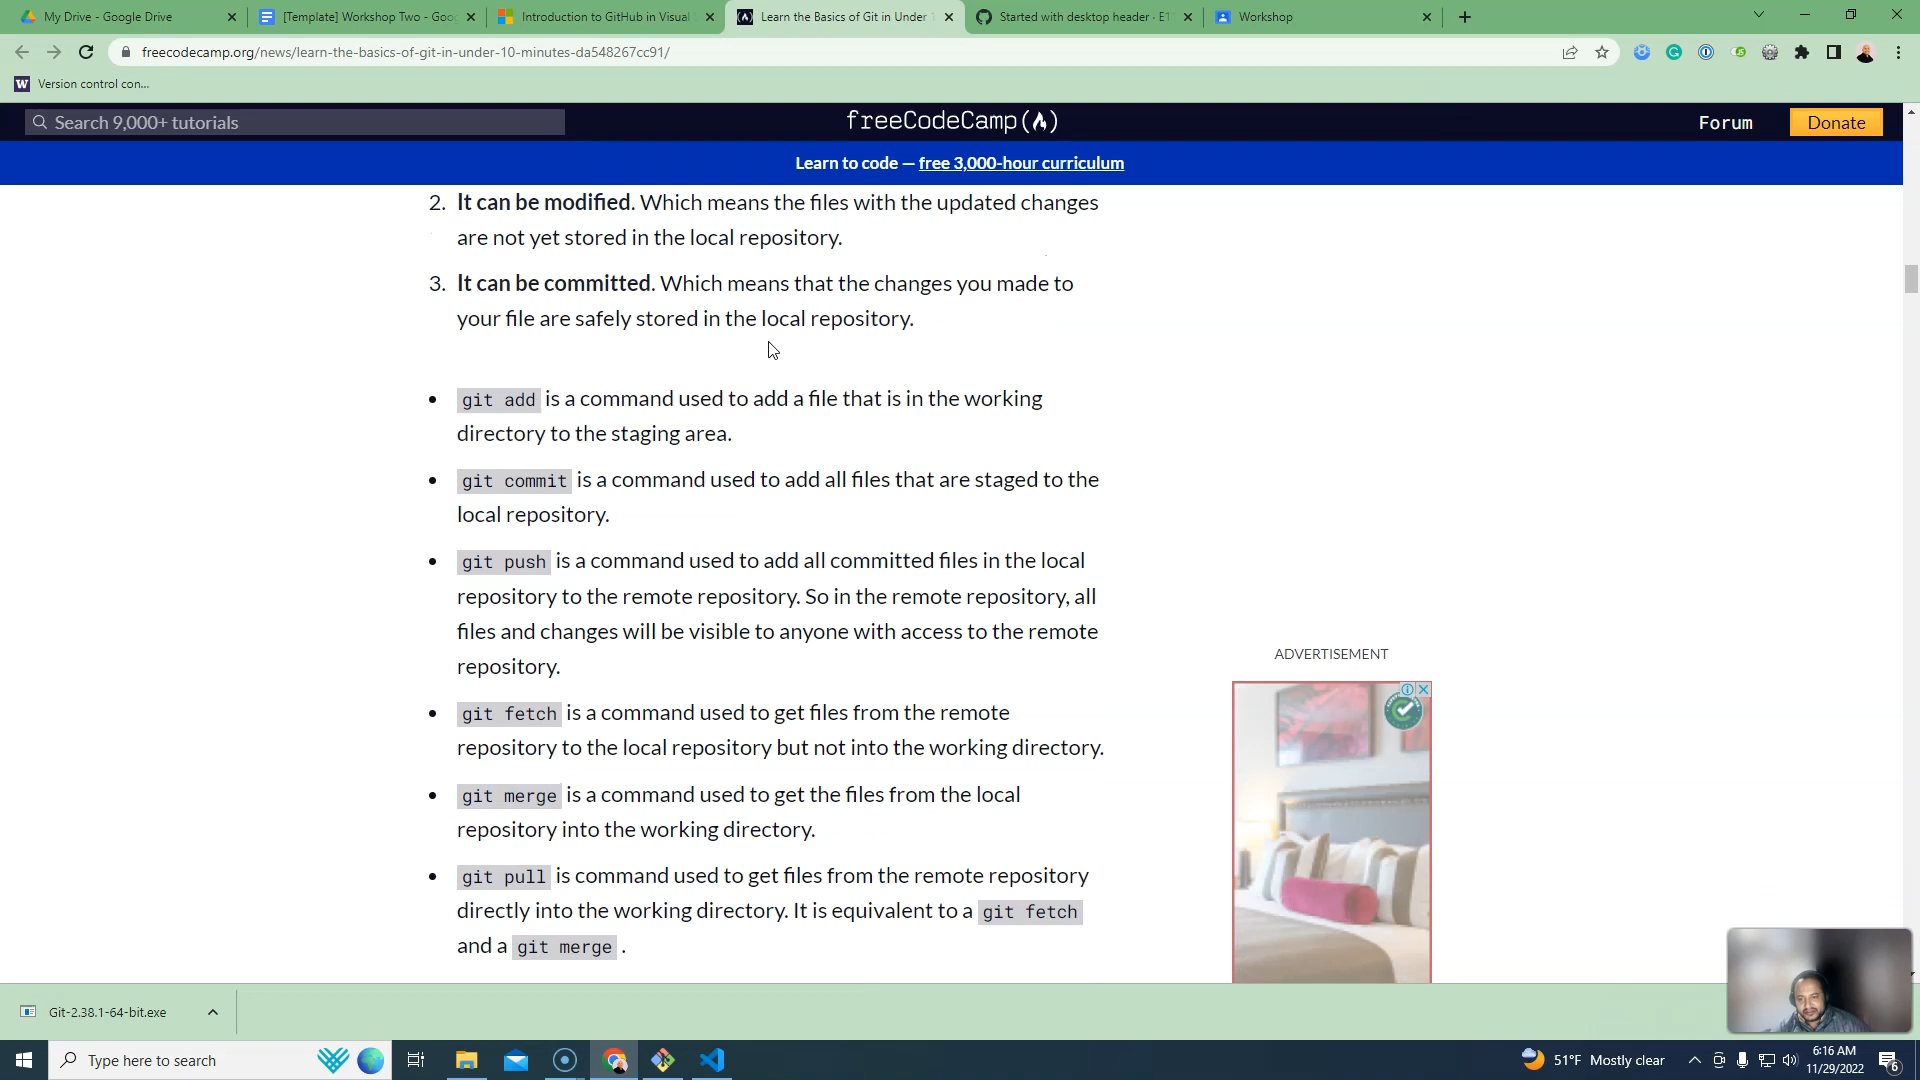 My Drive - Google Drive
[Template] Workshop Two - Goo
Introduction to GitHub in Visual
Learn the Basics of Git in Under 1
Started with desktop header · E1
Workshop
freecodecamp.org/news/learn-the-basics-of-git-in-under-10-minutes-da548267cc91/
Version control con...
Search 9,000+ tutorials
freeCodeCamp
Forum
Donate
Learn to code — free 3,000-hour curriculum
2. It can be modified. Which means the files with the updated changes
are not yet stored in the local repository.
3. It can be committed. Which means that the changes you made to
your file are safely stored in the local repository.
• git add is a command used to add a file that is in the working
directory to the staging area.
• git commit is a command used to add all files that are staged to the
local repository.
• git push is a command used to add all committed files in the local
repository to the remote repository. So in the remote repository, all
files and changes will be visible to anyone with access to the remote
repository.
• git fetch is a command used to get files from the remote
repository to the local repository but not into the working directory.
• git merge is a command used to get the files from the local
repository into the working directory.
• git pull is command used to get files from the remote repository
directly into the working directory. It is equivalent to a git fetch
and a git merge .
ADVERTISEMENT
Git-2.38.1-64-bit.exe
Type here to search
51°F Mostly clear
6:16 AM
11/29/2022
6